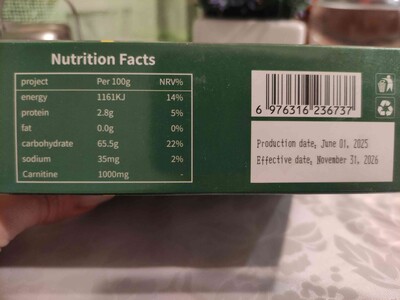 Nutrition Facts
project Per 100g NRV%
energy 1161KJ 14%
protein 2.8g 5%
fat 0.0g 0%
carbohydrate 65.5g 22%
sodium 35mg 2%
Carnitine 1000mg -
6 976316 236737
Production date, June 01. 2025
Effective date, November 31. 2026